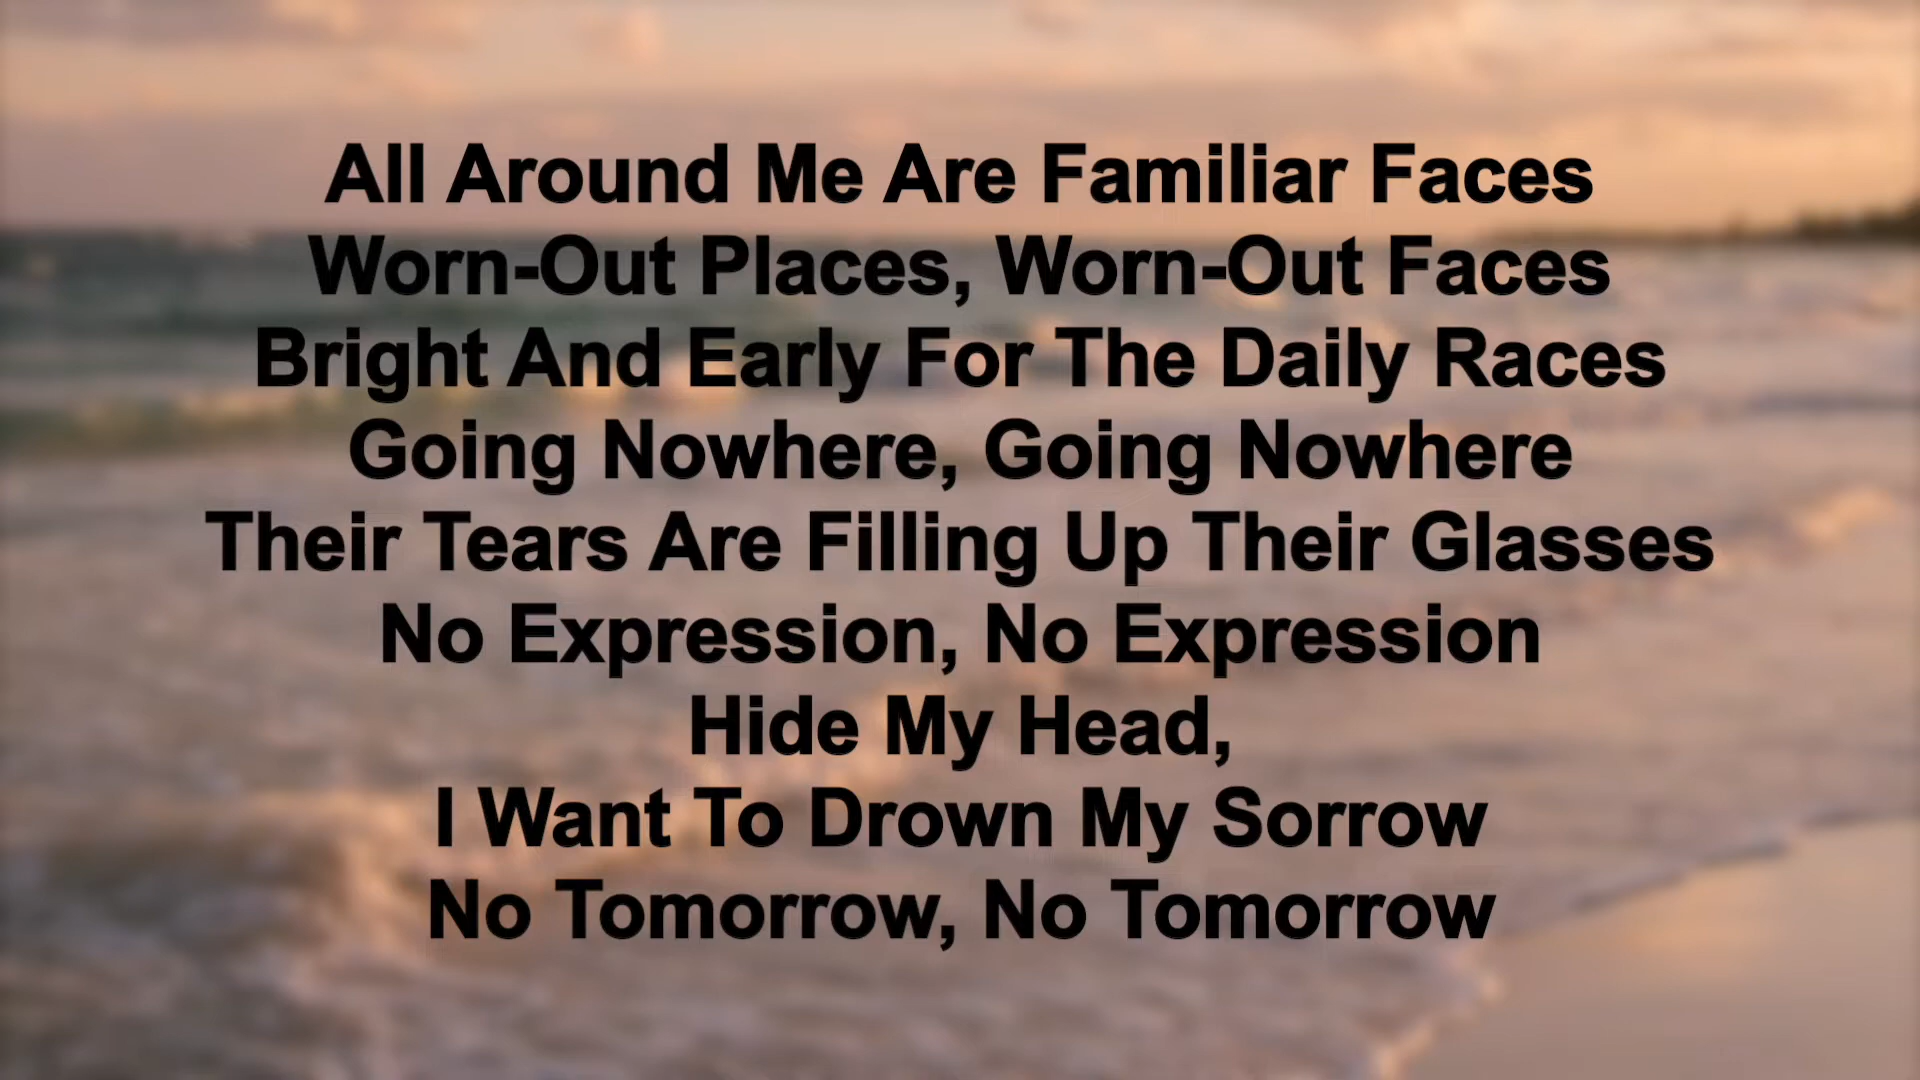 All Around Me Are Familiar Faces
Worn-Out Places, Worn-Out Faces
Bright And Early For The Daily Races
Going Nowhere, Going Nowhere
Their Tears Are Filling Up Their Glasses
No Expression, No Expression
Hide My Head,
I Want To Drown My Sorrow
No Tomorrow, No Tomorrow